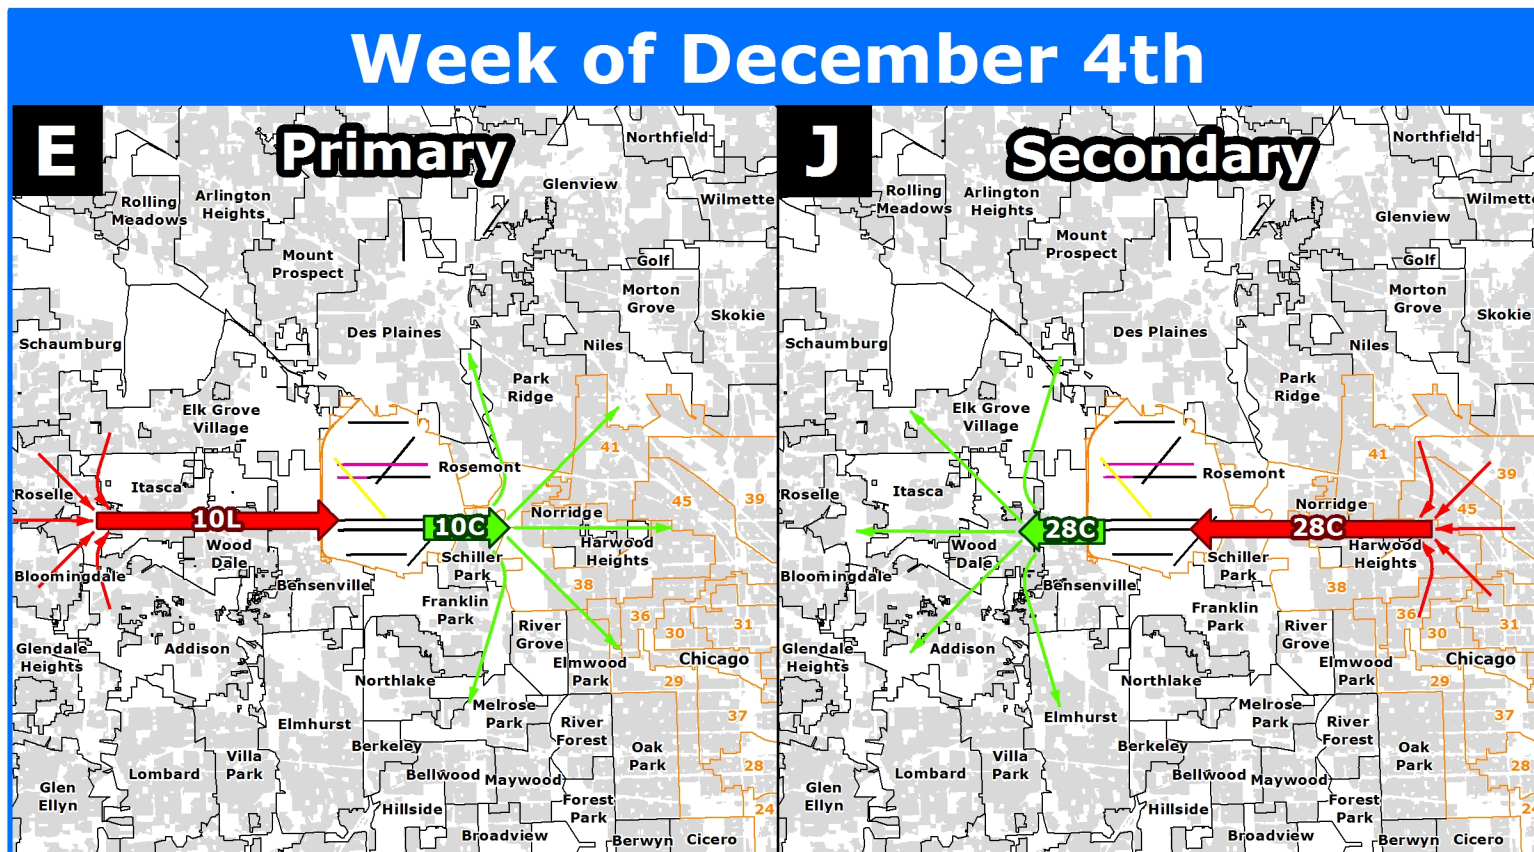 Week of December 4th
E
Primary
Northfield
Glenview
Wilmette
Rolling
Meadows
Arlington
Heights
Mount
Prospect
Golf
Morton
Grove
Skokie
Schaumburg
Des Plaines
Niles
Park
Ridge
Elk Grove
Village
41
Rosemont
Roselle
Itasca
45
39
10L
10C
Norridge
Harwood
Heights
Wood
Dale
Schiller
Park
Bloomingdale
Bensenville
38
Franklin
Park
36
30
31
River
Grove
Glendale
Heights
Addison
Elmwood
Park
Chicago
Northlake
29
Melrose
Park
37
Elmhurst
River
Forest
Berkeley
Oak
Park
Villa
Park
Lombard
Bellwood
Maywood
28
Glen
Ellyn
Hillside
Forest
Park
24
Broadview
Berwyn
Cicero
J
Secondary
Northfield
Rolling
Meadows
Arlington
Heights
Glenview
Mount
Prospect
Golf
Morton
Grove
Skokie
Schaumburg
Des Plaines
Niles
Park
Ridge
Elk Grove
Village
41
Rosemont
39
Roselle
Itasca
Norridge
45
28C
28C
Harwood
Heights
Wood
Dale
Schiller
Park
Bloomingdale
Bensenville
38
Franklin
Park
36
30
31
River
Grove
Glendale
Heights
Addison
Elmwood
Park
Chicago
Northlake
29
Melrose
Park
37
Elmhurst
River
Forest
Berkeley
Oak
Park
Villa
Park
Lombard
Bellwood
Maywood
28
Glen
Ellyn
Hillside
Forest
Park
Broadview
Berwyn
Cicero